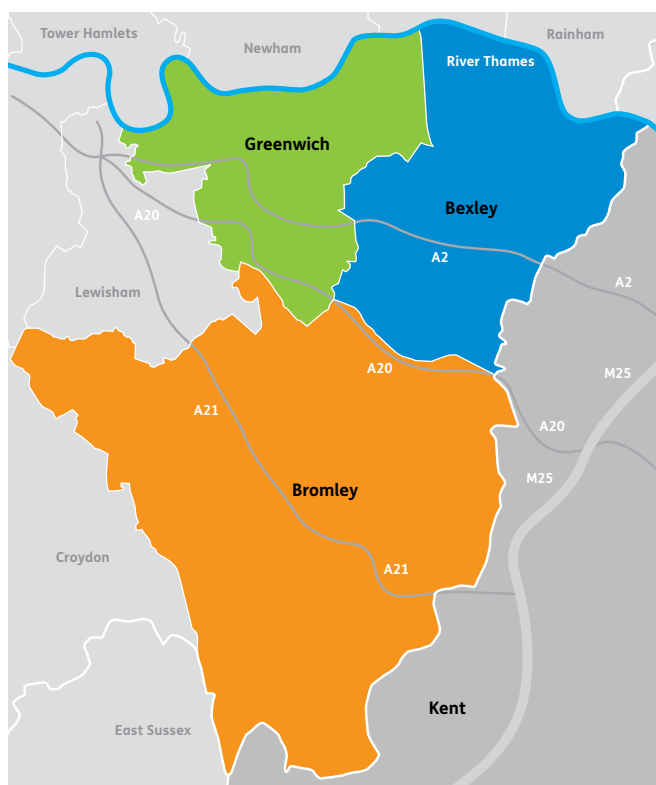 Tower Hamlets
Newham
Rainham
River Thames
Greenwich
Bexley
A20
A2
A2
Lewisham
A20
M25
A21
A20
M25
Bromley
Croydon
A21
Kent
East Sussex